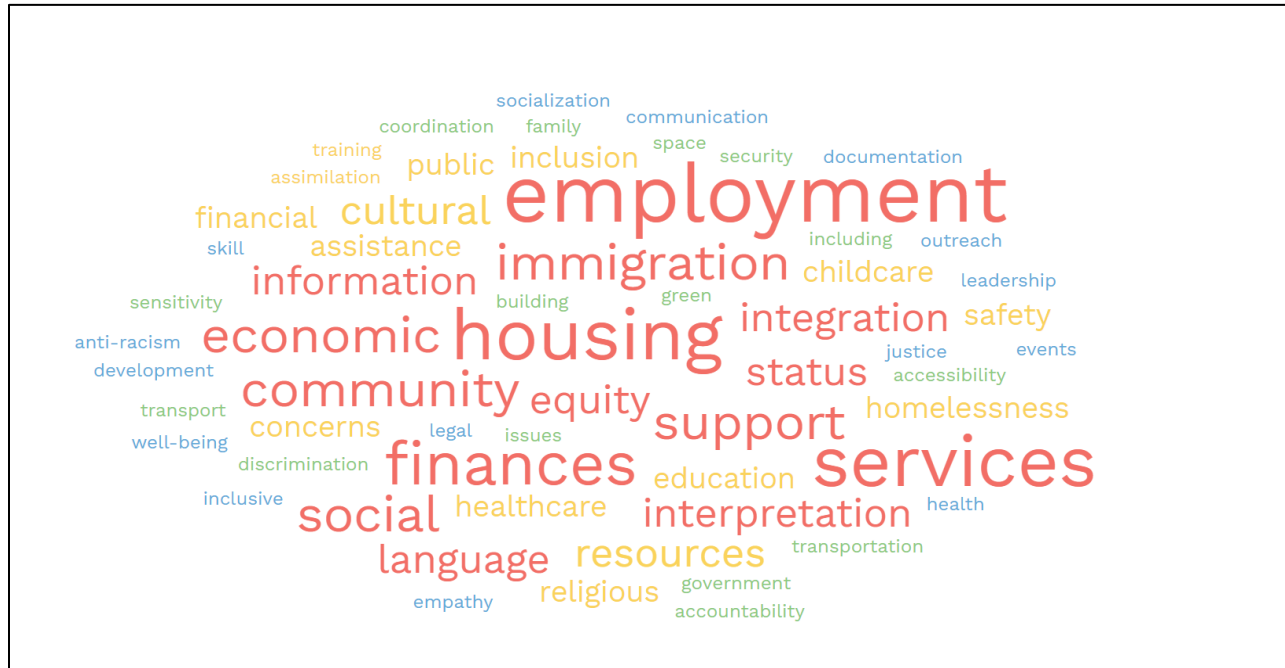 socialization
communication
coordination family
space
training public inclusion security documentation
assimilation
employment
financial cultural
skill assistance including outreach
information immigration childcare leadership
sensitivity building green
economic housing integration safety
anti-racism justice events
development status accessibility
community equity support homelessness
transport
well-being concerns legal issues
discrimination finances education services
inclusive social healthcare interpretation health
language resources transportation
empathy religious government
accountability